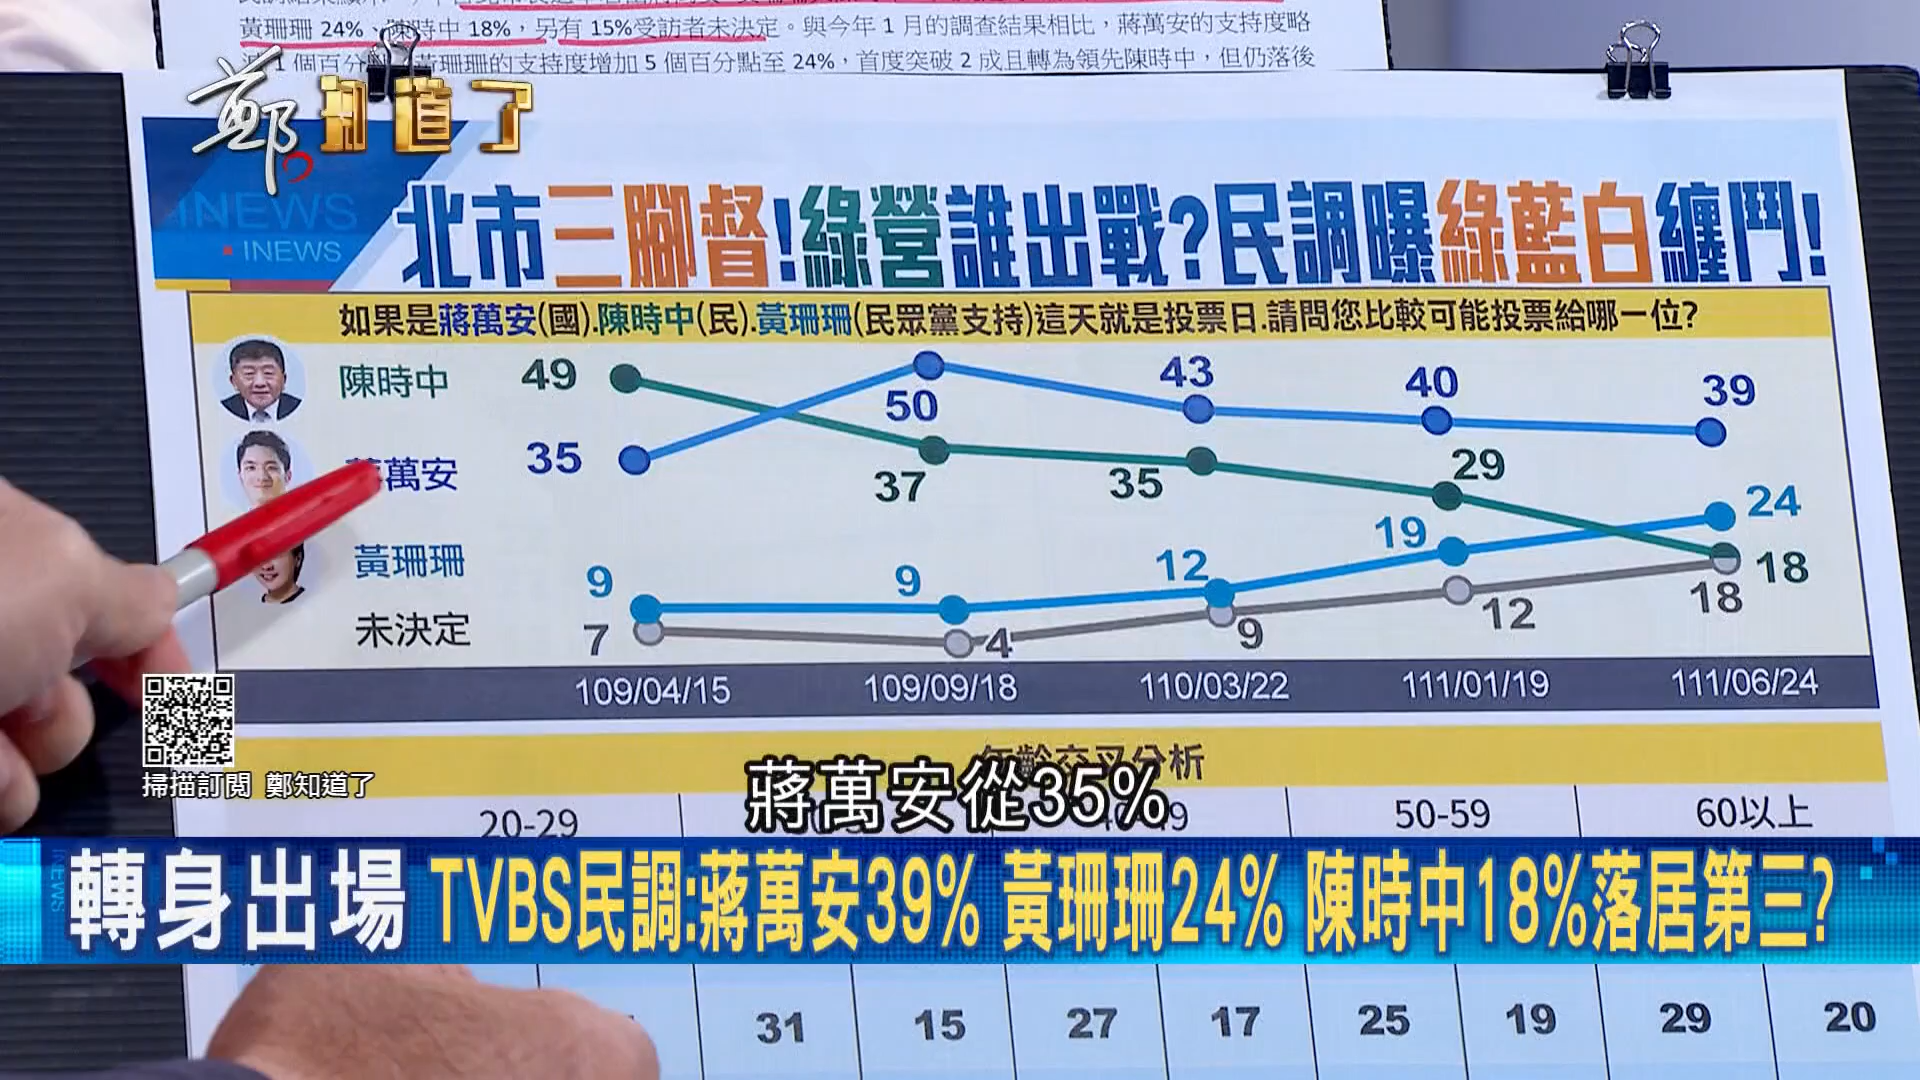 黃珊珊 24%、陳時中 18%，另有 15%受訪者未決定。與今年 1 月的調查結果相比，蔣萬安的支持度略
1 個百分點 黃珊珊的支持度增加 5 個百分點至 24%，首度突破 2 成且轉為領先陳時中，但仍落後
鄭知道了
INEWS
INEWS
北市三腳督!綠營誰出戰?民調曝綠藍白纏鬥!
如果是蔣萬安(國).陳時中(民).黃珊珊(民眾黨支持)這天就是投票日.請問您比較可能投票給哪一位?
陳時中 49 50 43 40 39
蔣萬安 35 37 35 29 24
黃珊珊 9 9 12 19 18
未決定 7 4 9 12 18
109/04/15 109/09/18 110/03/22 111/01/19 111/06/24
年齡交叉分析
掃描訂閱 鄭知道了
蔣萬安從35%
20-29 50-59 60以上
INEWS
轉身出場 TVBS民調:蔣萬安39% 黃珊珊24% 陳時中18%落居第三?
31 15 27 17 25 19 29 20